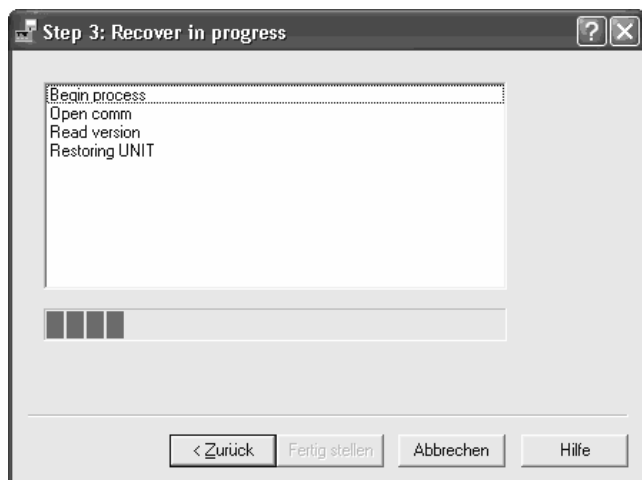 Step 3: Recover in progress
Begin process
Open comm
Read version
Restoring UNIT
< Zurück
Fertig stellen
Abbrechen
Hilfe